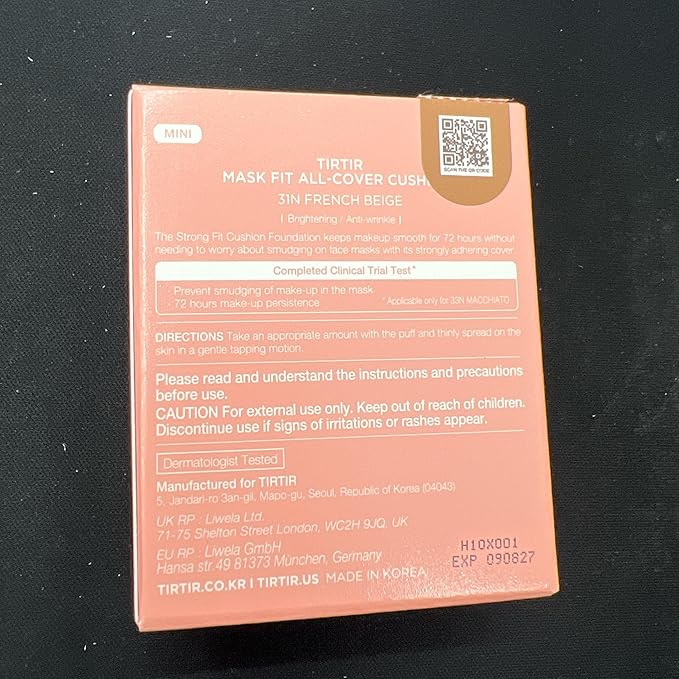 MINI
SCAN THE QR CODE
TIRTIR
MASK FIT ALL-COVER CUSHI
31N FRENCH BEIGE
| Brightening / Anti-wrinkle |
The Strong Fit Cushion Foundation keeps makeup smooth for 72 hours without
needing to worry about smudging on face masks with its strongly adhering cover.
Completed Clinical Trial Test*
· Prevent smudging of make-up in the mask
· 72 hours make-up persistence
* Applicable only for 33N MACCHIATO
DIRECTIONS Take an appropriate amount with the puff and thinly spread on the
skin in a gentle tapping motion.
Please read and understand the instructions and precautions
before use.
CAUTION For external use only. Keep out of reach of children.
Discontinue use if signs of irritations or rashes appear.
Dermatologist Tested
Manufactured for TIRTIR
5, Jandari-ro 3an-gil, Mapo-gu, Seoul, Republic of Korea (04043)
UK RP : Liwela Ltd.
71-75 Shelton Street London, WC2H 9JQ, UK
EU RP : Liwela GmbH
Hansa str.49 81373 München, Germany
TIRTIR.CO.KR | TIRTIR.US MADE IN KOREA
H10X001
EXP 090827